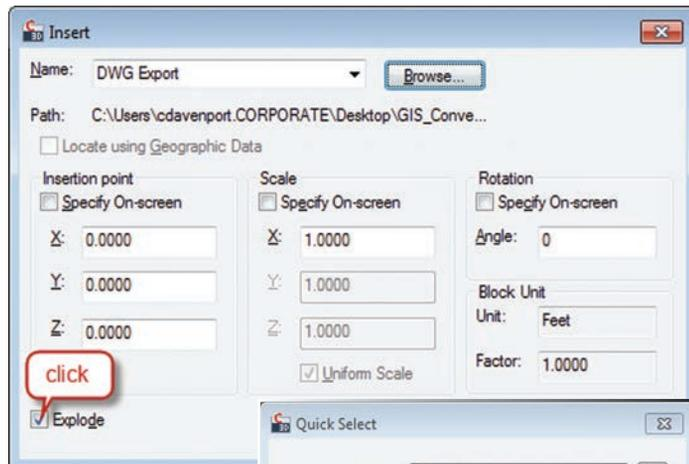 Insert
Name: DWG Export Browse...
Path: C:\Users\cdavenport.CORPORATE\Desktop\GIS_Conve...
Locate using Geographic Data
Insertion point
Specify On-screen
X: 0.0000
Y: 0.0000
Z: 0.0000
Scale
Specify On-screen
X: 1.0000
Y: 1.0000
Z: 1.0000
Uniform Scale
Rotation
Specify On-screen
Angle: 0
Block Unit
Unit: Feet
Factor: 1.0000
click
Explode
Quick Select